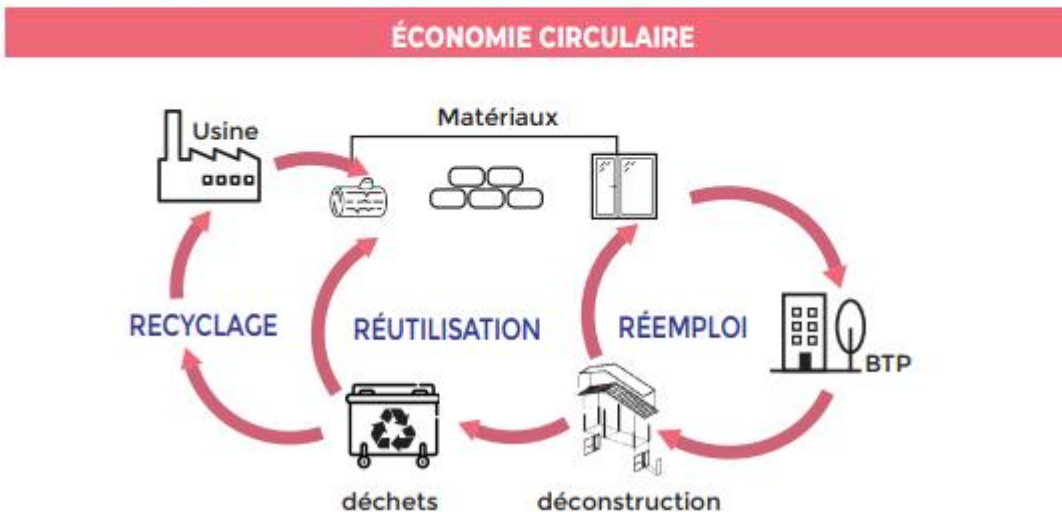 ÉCONOMIE CIRCULAIRE
Matériaux
Usine
RECYCLAGE
RÉUTILISATION
RÉEMPLOI
BTP
déchets
déconstruction